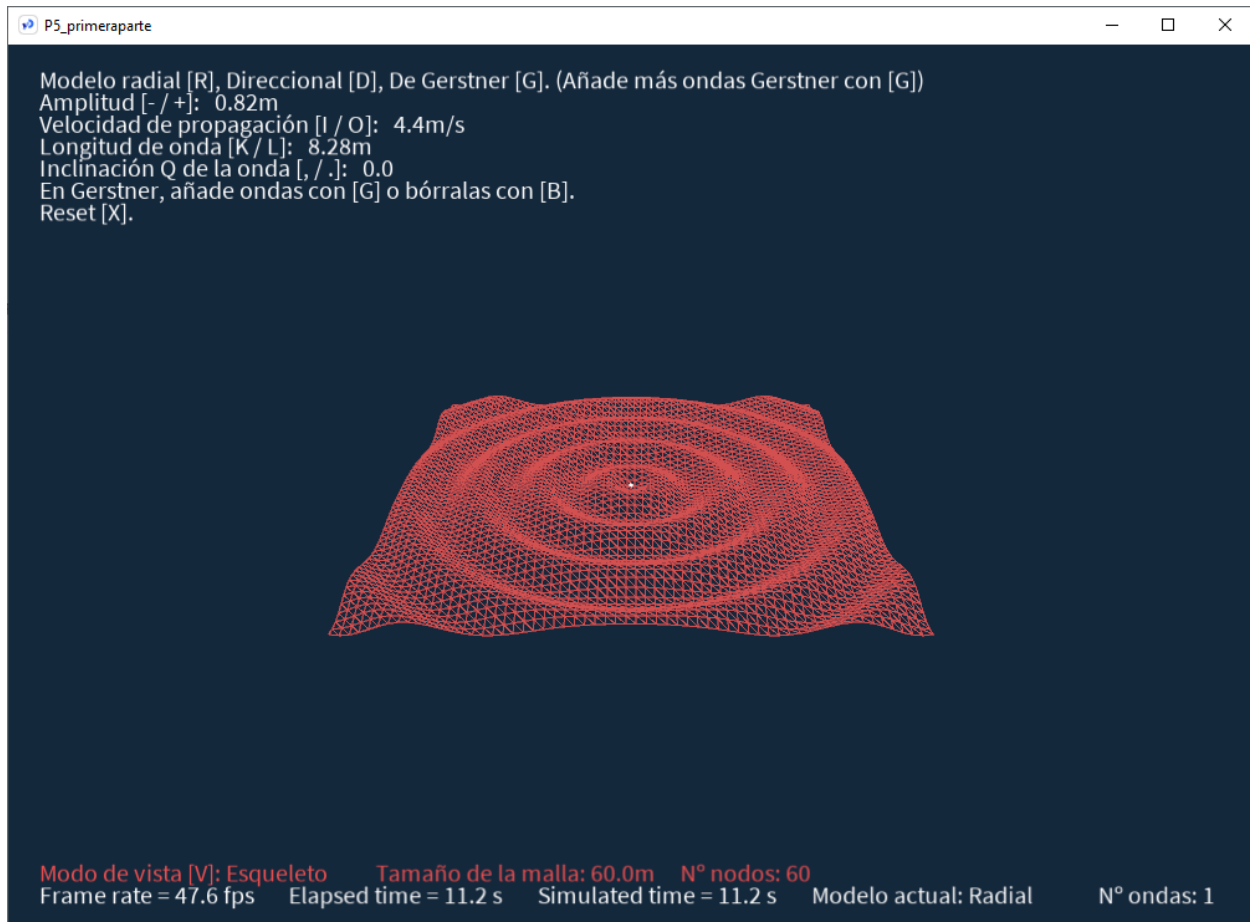 P5_primeraparte
Modelo radial [R], Direccional [D], De Gerstner [G]. (Añade más ondas Gerstner con [G])
Amplitud [- / +]: 0.82m
Velocidad de propagación [I / O]: 4.4m/s
Longitud de onda [K / L]: 8.28m
Inclinación Q de la onda [, / .]: 0.0
En Gerstner, añade ondas con [G] o bórralas con [B].
Reset [X].
Modo de vista [V]: Esqueleto Tamaño de la malla: 60.0m Nº nodos: 60
Frame rate = 47.6 fps Elapsed time = 11.2 s Simulated time = 11.2 s Modelo actual: Radial Nº ondas: 1